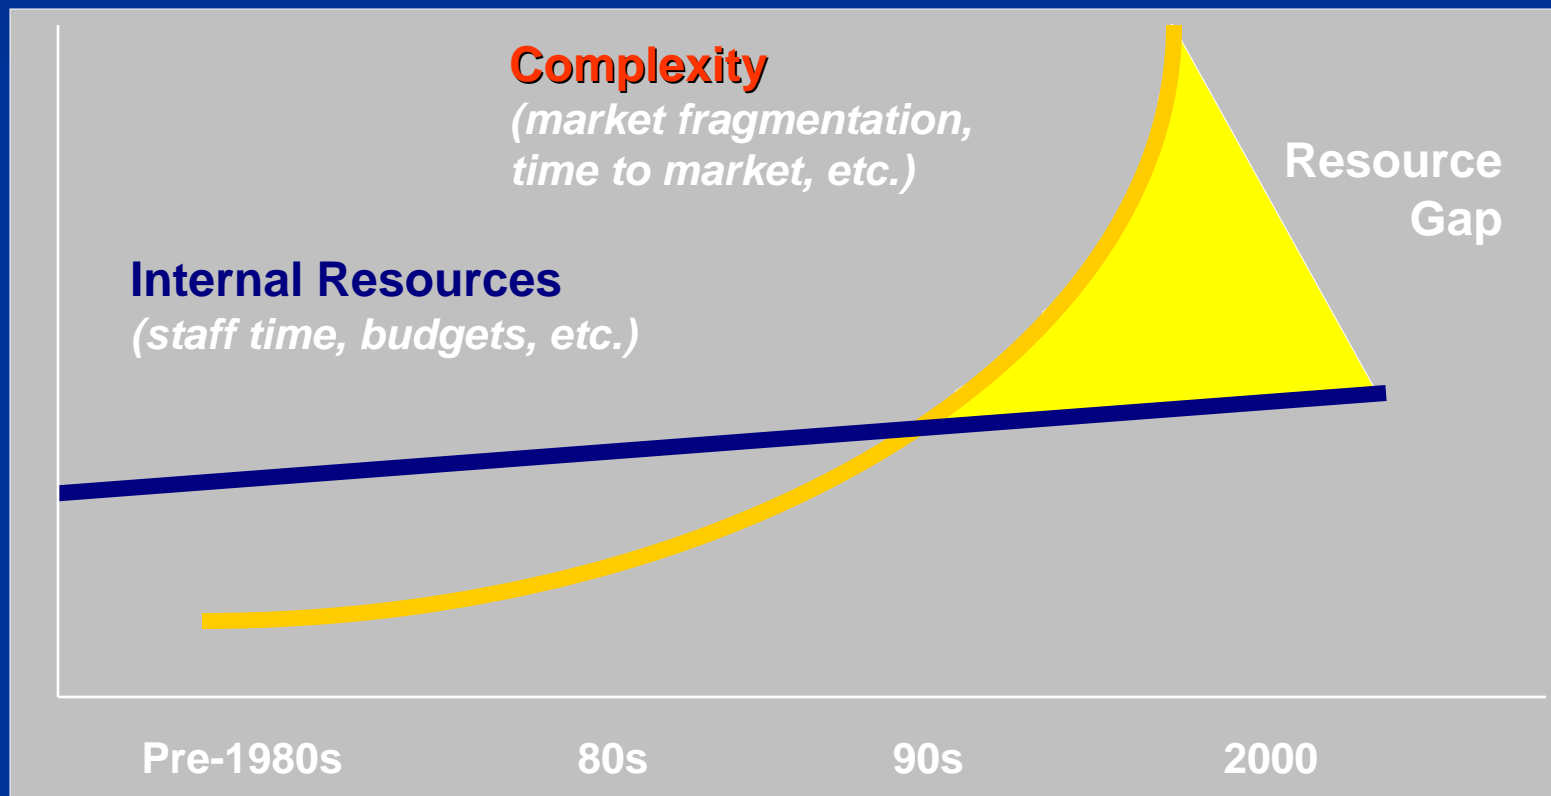 Complexity
(market fragmentation,
time to market, etc.)
Resource
Gap
Internal Resources
(staff time, budgets, etc.)
Pre-1980s 80s 90s 2000